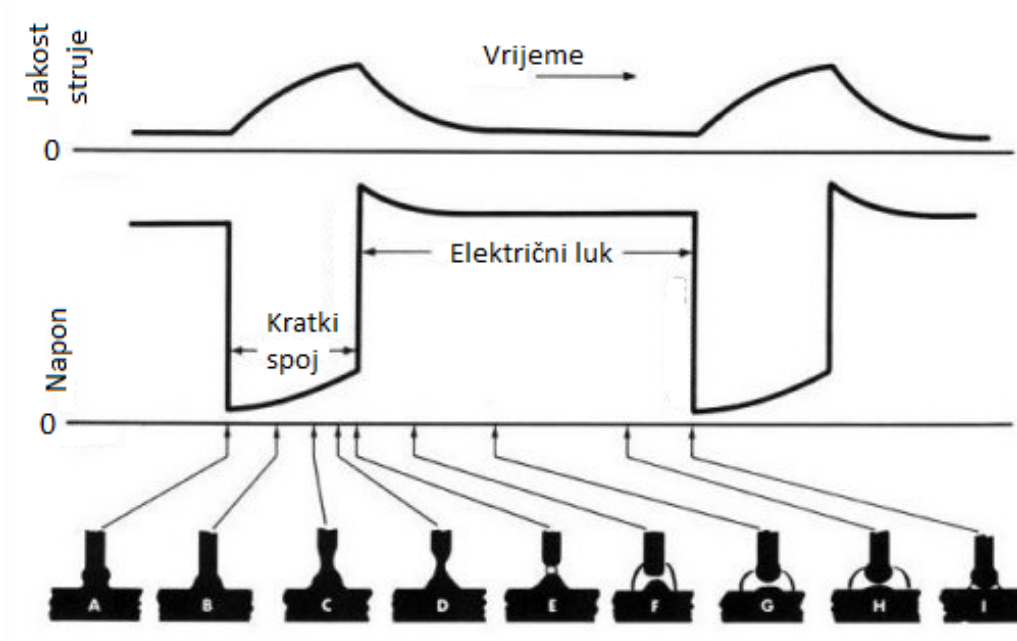 Jakost
struje
Vrijeme
0
Električni luk
Kratki
spoj
Napon
0
A B C D E F G H I